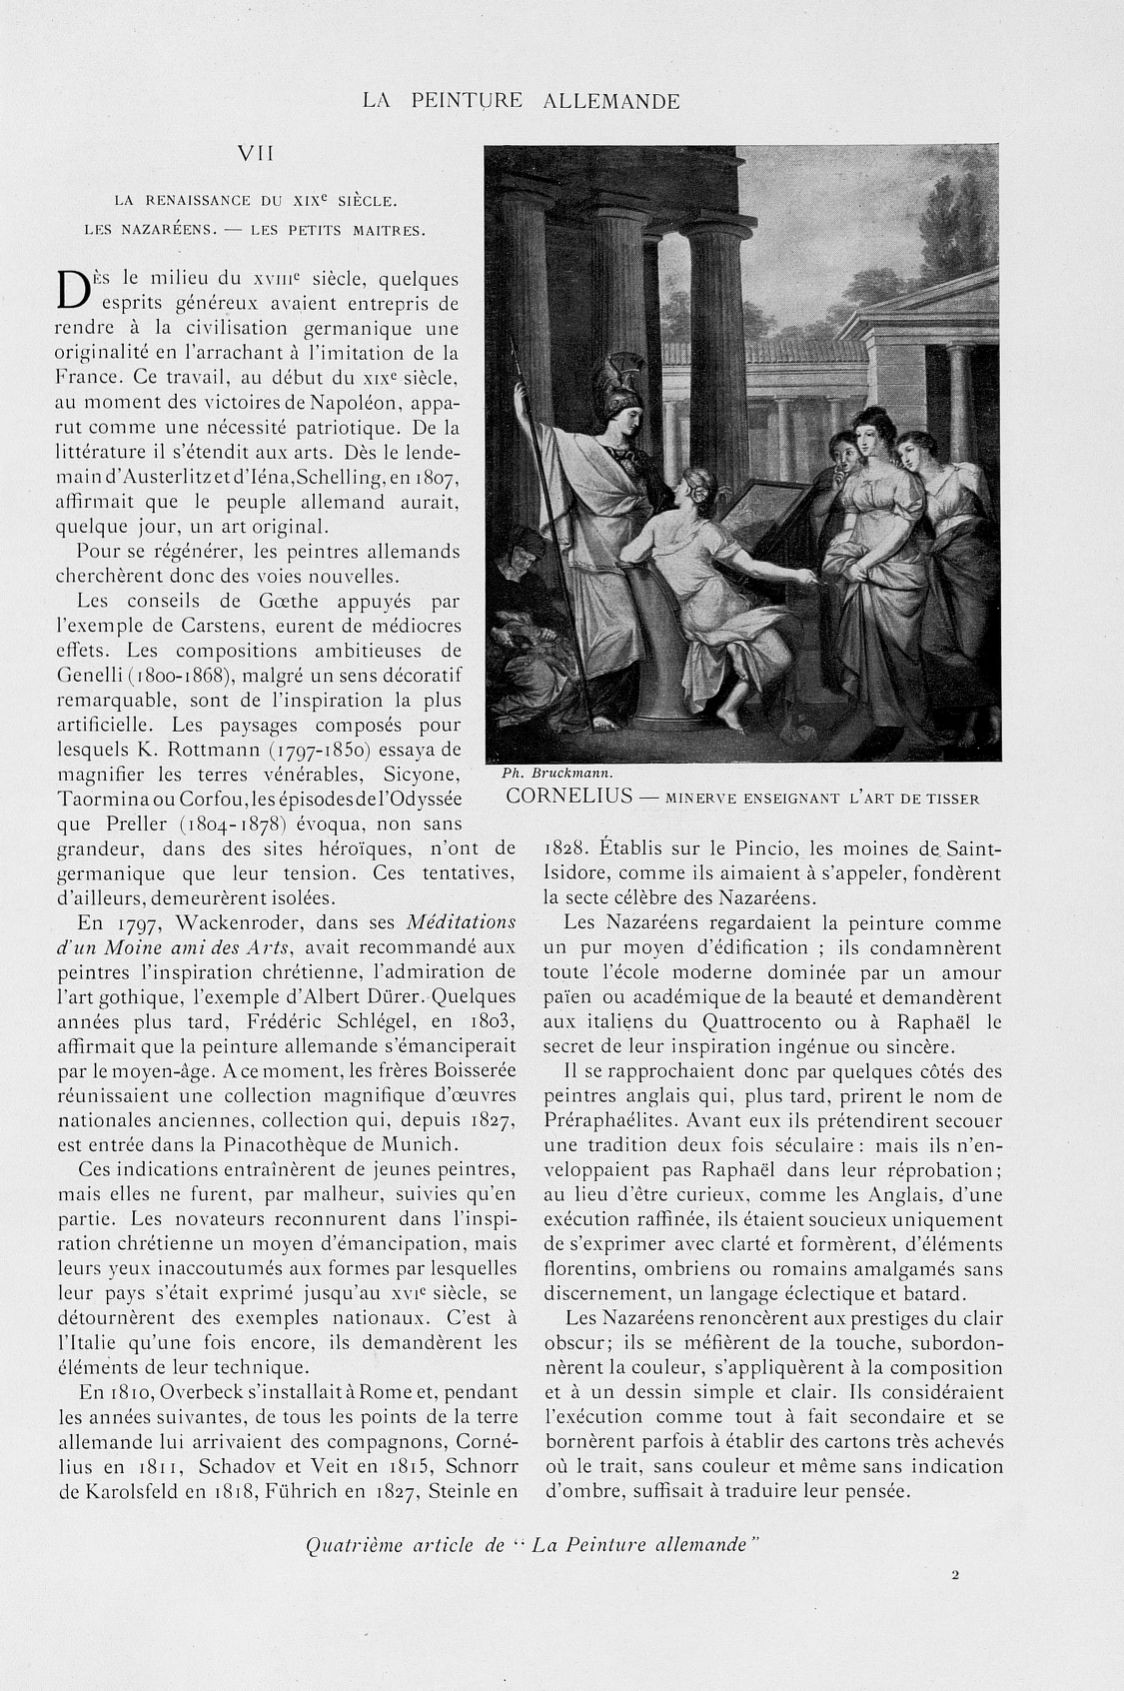 LA PEINTURE ALLEMANDE
VII
LA RENAISSANCE DU XIXe SIÈCLE.
LES NAZARÉENS. — LES PETITS MAITRES.
DÈS le milieu du XVIIIe siècle, quelques
esprits généreux avaient entrepris de
rendre à la civilisation germanique une
originalité en l'arrachant à l'imitation de la
France. Ce travail, au début du XIXe siècle,
au moment des victoires de Napoléon, appa-
rut comme une nécessité patriotique. De la
littérature il s'étendit aux arts. Dès le lende-
main d'Austerlitz et d'Iéna, Schelling, en 1807,
affirmait que le peuple allemand aurait,
quelque jour, un art original.
Pour se régénérer, les peintres allemands
cherchèrent donc des voies nouvelles.
Les conseils de Gœthe appuyés par
l'exemple de Carstens, eurent de médiocres
effets. Les compositions ambitieuses de
Genelli (1800-1868), malgré un sens décoratif
remarquable, sont de l'inspiration la plus
artificielle. Les paysages composés pour
lesquels K. Rottmann (1797-1850) essaya de
magnifier les terres vénérables, Sicyone,
Taormina ou Corfou, les épisodes de l'Odyssée
que Preller (1804-1878) évoqua, non sans
grandeur, dans des sites héroïques, n'ont de
germanique que leur tension. Ces tentatives,
d'ailleurs, demeurèrent isolées.
En 1797, Wackenroder, dans ses Méditations
d'un Moine ami des Arts, avait recommandé aux
peintres l'inspiration chrétienne, l'admiration de
l'art gothique, l'exemple d'Albert Dürer. Quelques
années plus tard, Frédéric Schlégel, en 1803,
affirmait que la peinture allemande s'émanciperait
par le moyen-âge. A ce moment, les frères Boisserée
réunissaient une collection magnifique d'œuvres
nationales anciennes, collection qui, depuis 1827,
est entrée dans la Pinacothèque de Munich.
Ces indications entraînèrent de jeunes peintres,
mais elles ne furent, par malheur, suivies qu'en
partie. Les novateurs reconnurent dans l'inspi-
ration chrétienne un moyen d'émancipation, mais
leurs yeux inaccoutumés aux formes par lesquelles
leur pays s'était exprimé jusqu'au XVIe siècle, se
détournèrent des exemples nationaux. C'est à
l'Italie qu'une fois encore, ils demandèrent les
éléments de leur technique.
En 1810, Overbeck s'installait à Rome et, pendant
les années suivantes, de tous les points de la terre
allemande lui arrivaient des compagnons, Corné-
lius en 1811, Schadov et Veit en 1815, Schnorr
de Karolsfeld en 1818, Führich en 1827, Steinle en
Ph. Bruckmann.
CORNELIUS — MINERVE ENSEIGNANT L'ART DE TISSER
1828. Établis sur le Pincio, les moines de Saint-
Isidore, comme ils aimaient à s'appeler, fondèrent
la secte célèbre des Nazaréens.
Les Nazaréens regardaient la peinture comme
un pur moyen d'édification ; ils condamnèrent
toute l'école moderne dominée par un amour
païen ou académique de la beauté et demandèrent
aux italiens du Quattrocento ou à Raphaël le
secret de leur inspiration ingénue ou sincère.
Il se rapprochaient donc par quelques côtés des
peintres anglais qui, plus tard, prirent le nom de
Préraphaélites. Avant eux ils prétendirent secouer
une tradition deux fois séculaire : mais ils n'en-
veloppaient pas Raphaël dans leur réprobation ;
au lieu d'être curieux, comme les Anglais, d'une
exécution raffinée, ils étaient soucieux uniquement
de s'exprimer avec clarté et formèrent, d'éléments
florentins, ombriens ou romains amalgamés sans
discernement, un langage éclectique et batard.
Les Nazaréens renoncèrent aux prestiges du clair
obscur; ils se méfièrent de la touche, subordon-
nèrent la couleur, s'appliquèrent à la composition
et à un dessin simple et clair. Ils considéraient
l'exécution comme tout à fait secondaire et se
bornèrent parfois à établir des cartons très achevés
où le trait, sans couleur et même sans indication
d'ombre, suffisait à traduire leur pensée.
Quatrième article de “ La Peinture allemande ”
2